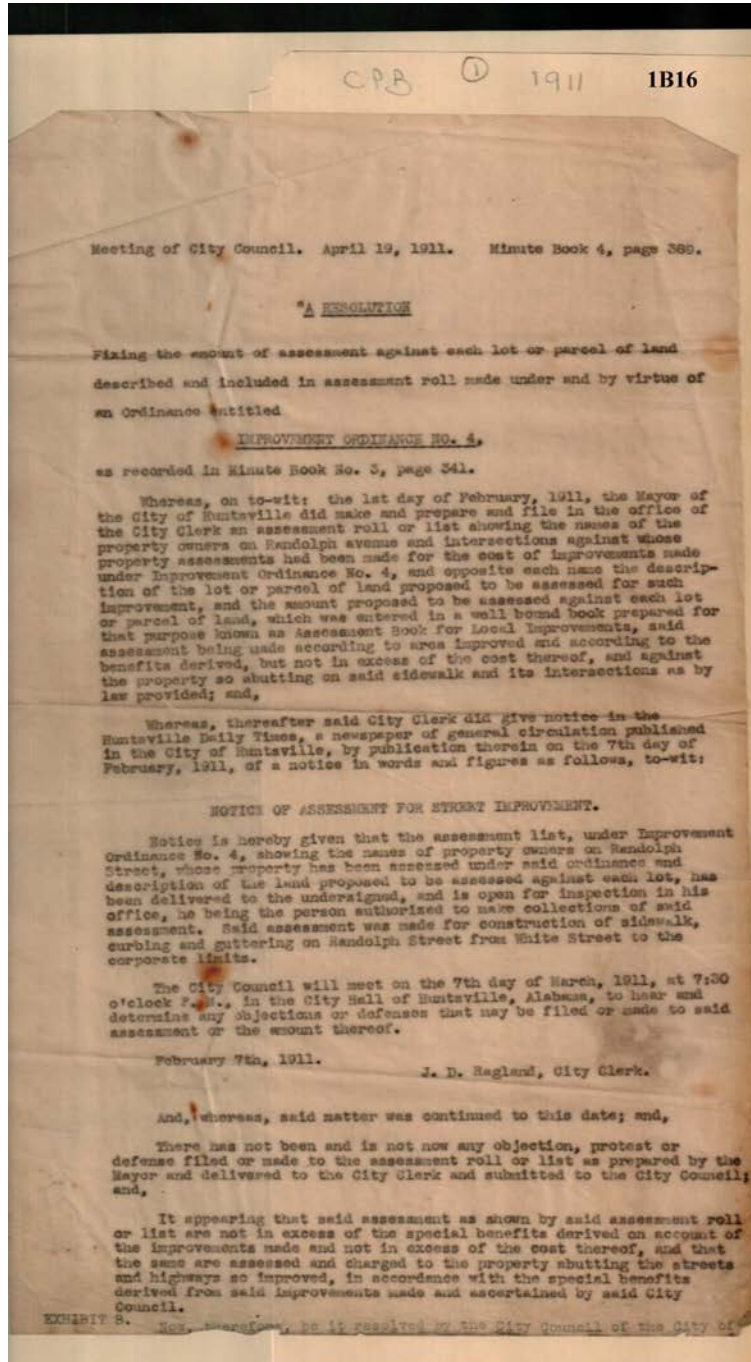 CPB ① 1911 1B16
Meeting of City Council. April 19, 1911. Minute Book 4, page 389.
"A RESOLUTION
Fixing the amount of assessment against each lot or parcel of land
described and included in assessment roll made under and by virtue of
an Ordinance entitled
IMPROVEMENT ORDINANCE NO. 4,
as recorded in Minute Book No. 3, page 341.
Whereas, on to-wit: the 1st day of February, 1911, the Mayor of
the City of Huntsville did make and prepare and file in the office of
the City Clerk an assessment roll or list showing the names of the
property owners on Randolph avenue and intersections against whose
property assessments had been made for the cost of improvements made
under Improvement Ordinance No. 4, and opposite each name the descrip-
tion of the lot or parcel of land proposed to be assessed for such
improvement, and the amount proposed to be assessed against each lot
or parcel of land, which was entered in a well bound book prepared for
that purpose known as Assessment Book for Local Improvements, said
assessment being made according to area improved and according to the
benefits derived, but not in excess of the cost thereof, and against
the property so abutting on said sidewalk and its intersections as by
law provided; and,
Whereas, thereafter said City Clerk did give notice in the
Huntsville Daily Times, a newspaper of general circulation published
in the City of Huntsville, by publication therein on the 7th day of
February, 1911, of a notice in words and figures as follows, to-wit:
NOTICE OF ASSESSMENT FOR STREET IMPROVEMENT.
Notice is hereby given that the assessment list, under Improvement
Ordinance No. 4, showing the names of property owners on Randolph
Street, whose property has been assessed under said ordinance and
description of the land proposed to be assessed against each lot, has
been delivered to the undersigned, and is open for inspection in his
office, he being the person authorized to make collections of said
assessment. Said assessment was made for construction of sidewalk,
curbing and guttering on Randolph Street from White Street to the
corporate limits.
The City Council will meet on the 7th day of March, 1911, at 7:30
o'clock P. M., in the City Hall of Huntsville, Alabama, to hear and
determine any objections or defenses that may be filed or made to said
assessment or the amount thereof.
February 7th, 1911.
J. D. Ragland, City Clerk.
And, whereas, said matter was continued to this date; and,
There has not been and is not now any objection, protest or
defense filed or made to the assessment roll or list as prepared by the
Mayor and delivered to the City Clerk and submitted to the City Council;
and,
It appearing that said assessment as shown by said assessment roll
or list are not in excess of the special benefits derived on account of
the improvements made and not in excess of the cost thereof, and that
the same are assessed and charged to the property abutting the streets
and highways so improved, in accordance with the special benefits
derived from said improvements made and ascertained by said City
Council.
EXHIBIT B.
Now, therefore, be it resolved by the City Council of the City of